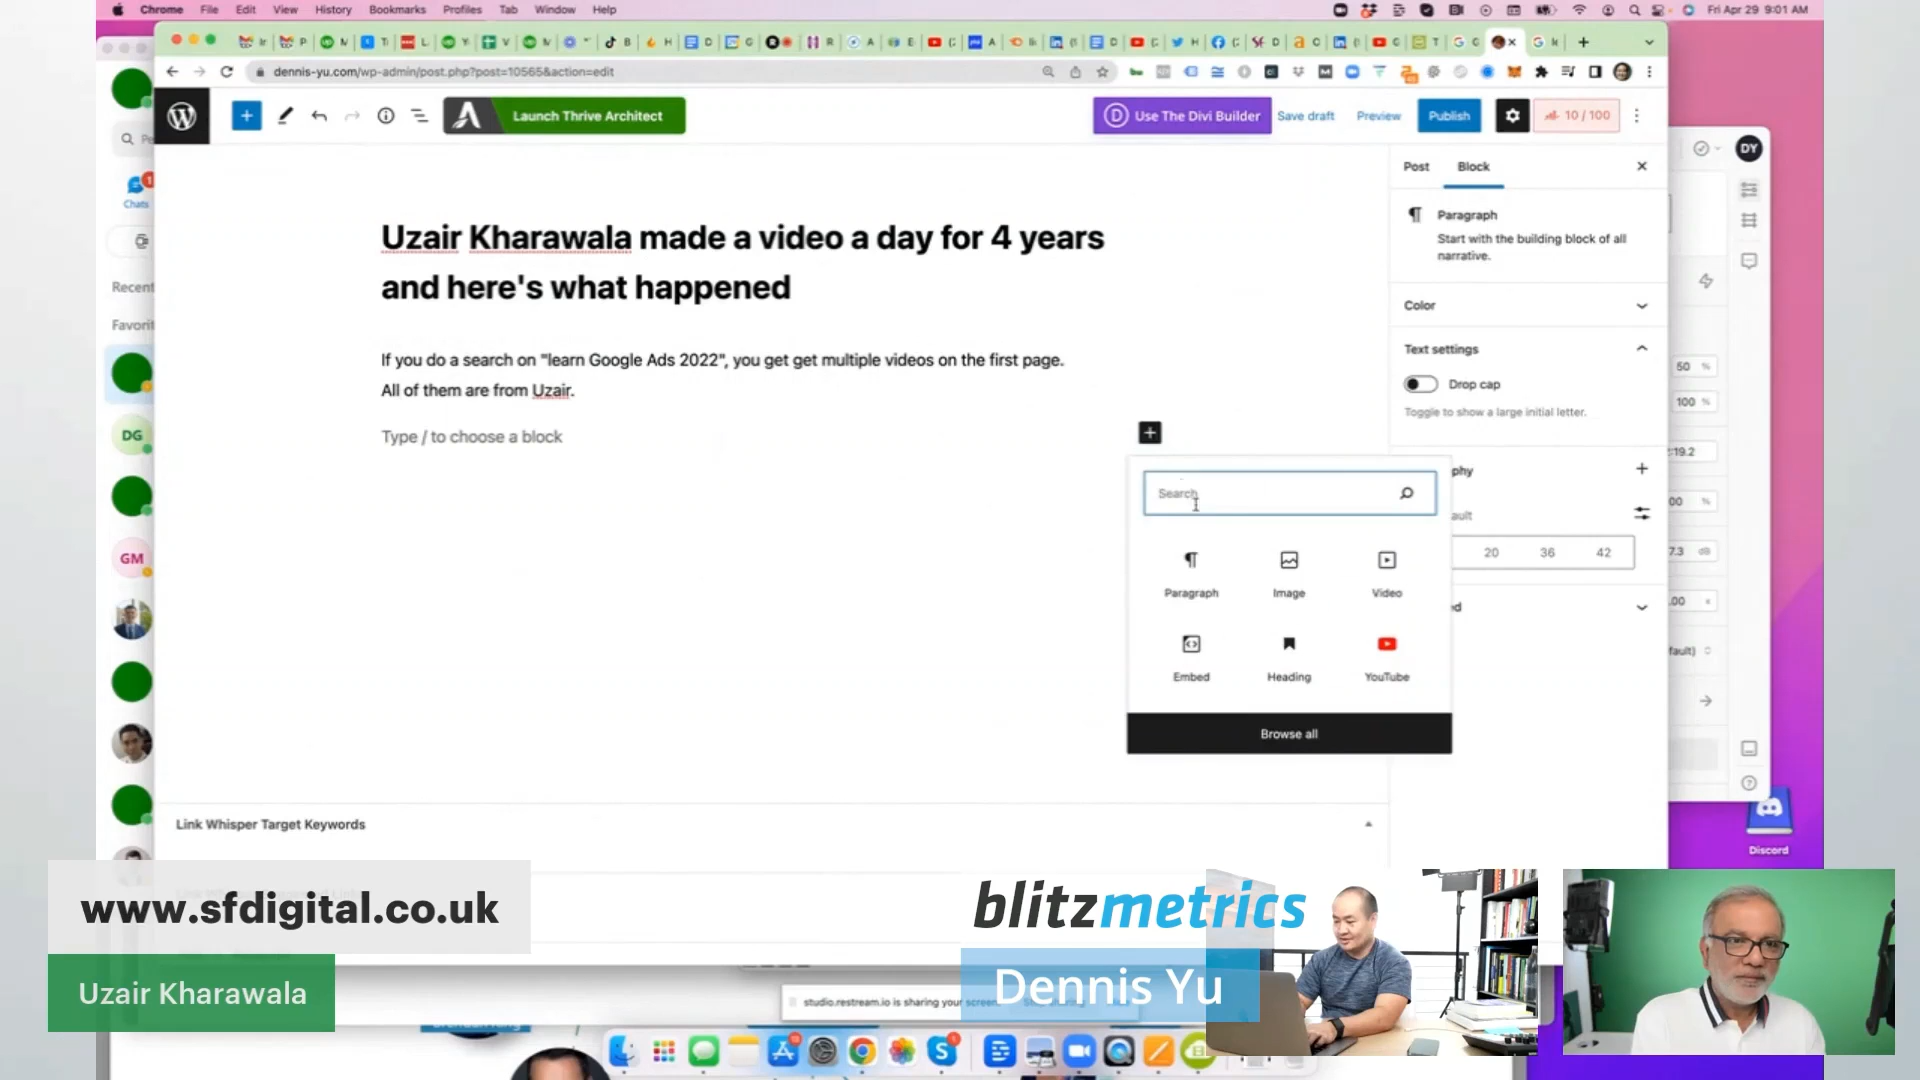 Chrome File Edit View History Bookmarks Profiles Tab Window Help
Fri Apr 29 9:01 AM
dennis-yu.com/wp-admin/post.php?post=10565&action=edit
Launch Thrive Architect
Use The Divi Builder
Save draft
Preview
Publish
10 / 100
DY
Chats
Recent
Favorit
DG
GM
Uzair Kharawala made a video a day for 4 years
and here's what happened
If you do a search on "learn Google Ads 2022", you get get multiple videos on the first page.
All of them are from Uzair.
Type / to choose a block
Search
Paragraph Image Video
Embed Heading YouTube
Browse all
Post Block
Paragraph
Start with the building block of all
narrative.
Color
Text settings
Drop cap
Toggle to show a large initial letter.
20 36 42
50 %
100 %
Link Whisper Target Keywords
Discord
www.sfdigital.co.uk
Uzair Kharawala
blitzmetrics
Dennis Yu
studio.restream.io is sharing your screen